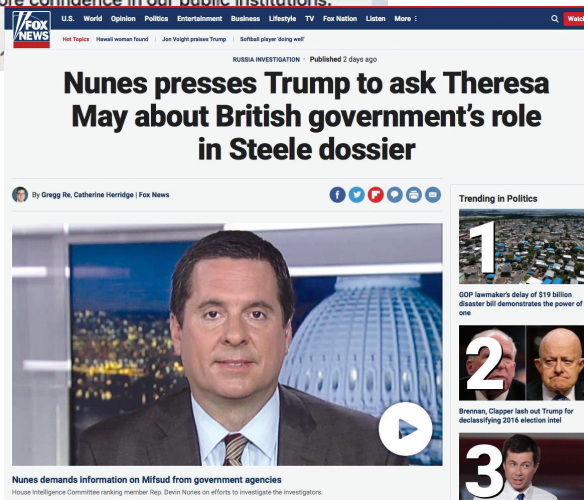 ore confidence in our public institutions.
FOX
NEWS
U.S. World Opinion Politics Entertainment Business Lifestyle TV Fox Nation Listen More
Hot Topics Hawaii woman found Jon Voight praises Trump Softball player 'doing well'
RUSSIA INVESTIGATION · Published 2 days ago
Nunes presses Trump to ask Theresa
May about British government's role
in Steele dossier
By Gregg Re, Catherine Herridge | Fox News
Nunes demands information on Mifsud from government agencies
House Intelligence Committee ranking member Rep. Devin Nunes on efforts to investigate the investigators.
Trending in Politics
1
GOP lawmaker's delay of $19 billion
disaster bill demonstrates the power of
one
2
Brennan, Clapper lash out Trump for
declassifying 2016 election intel
3